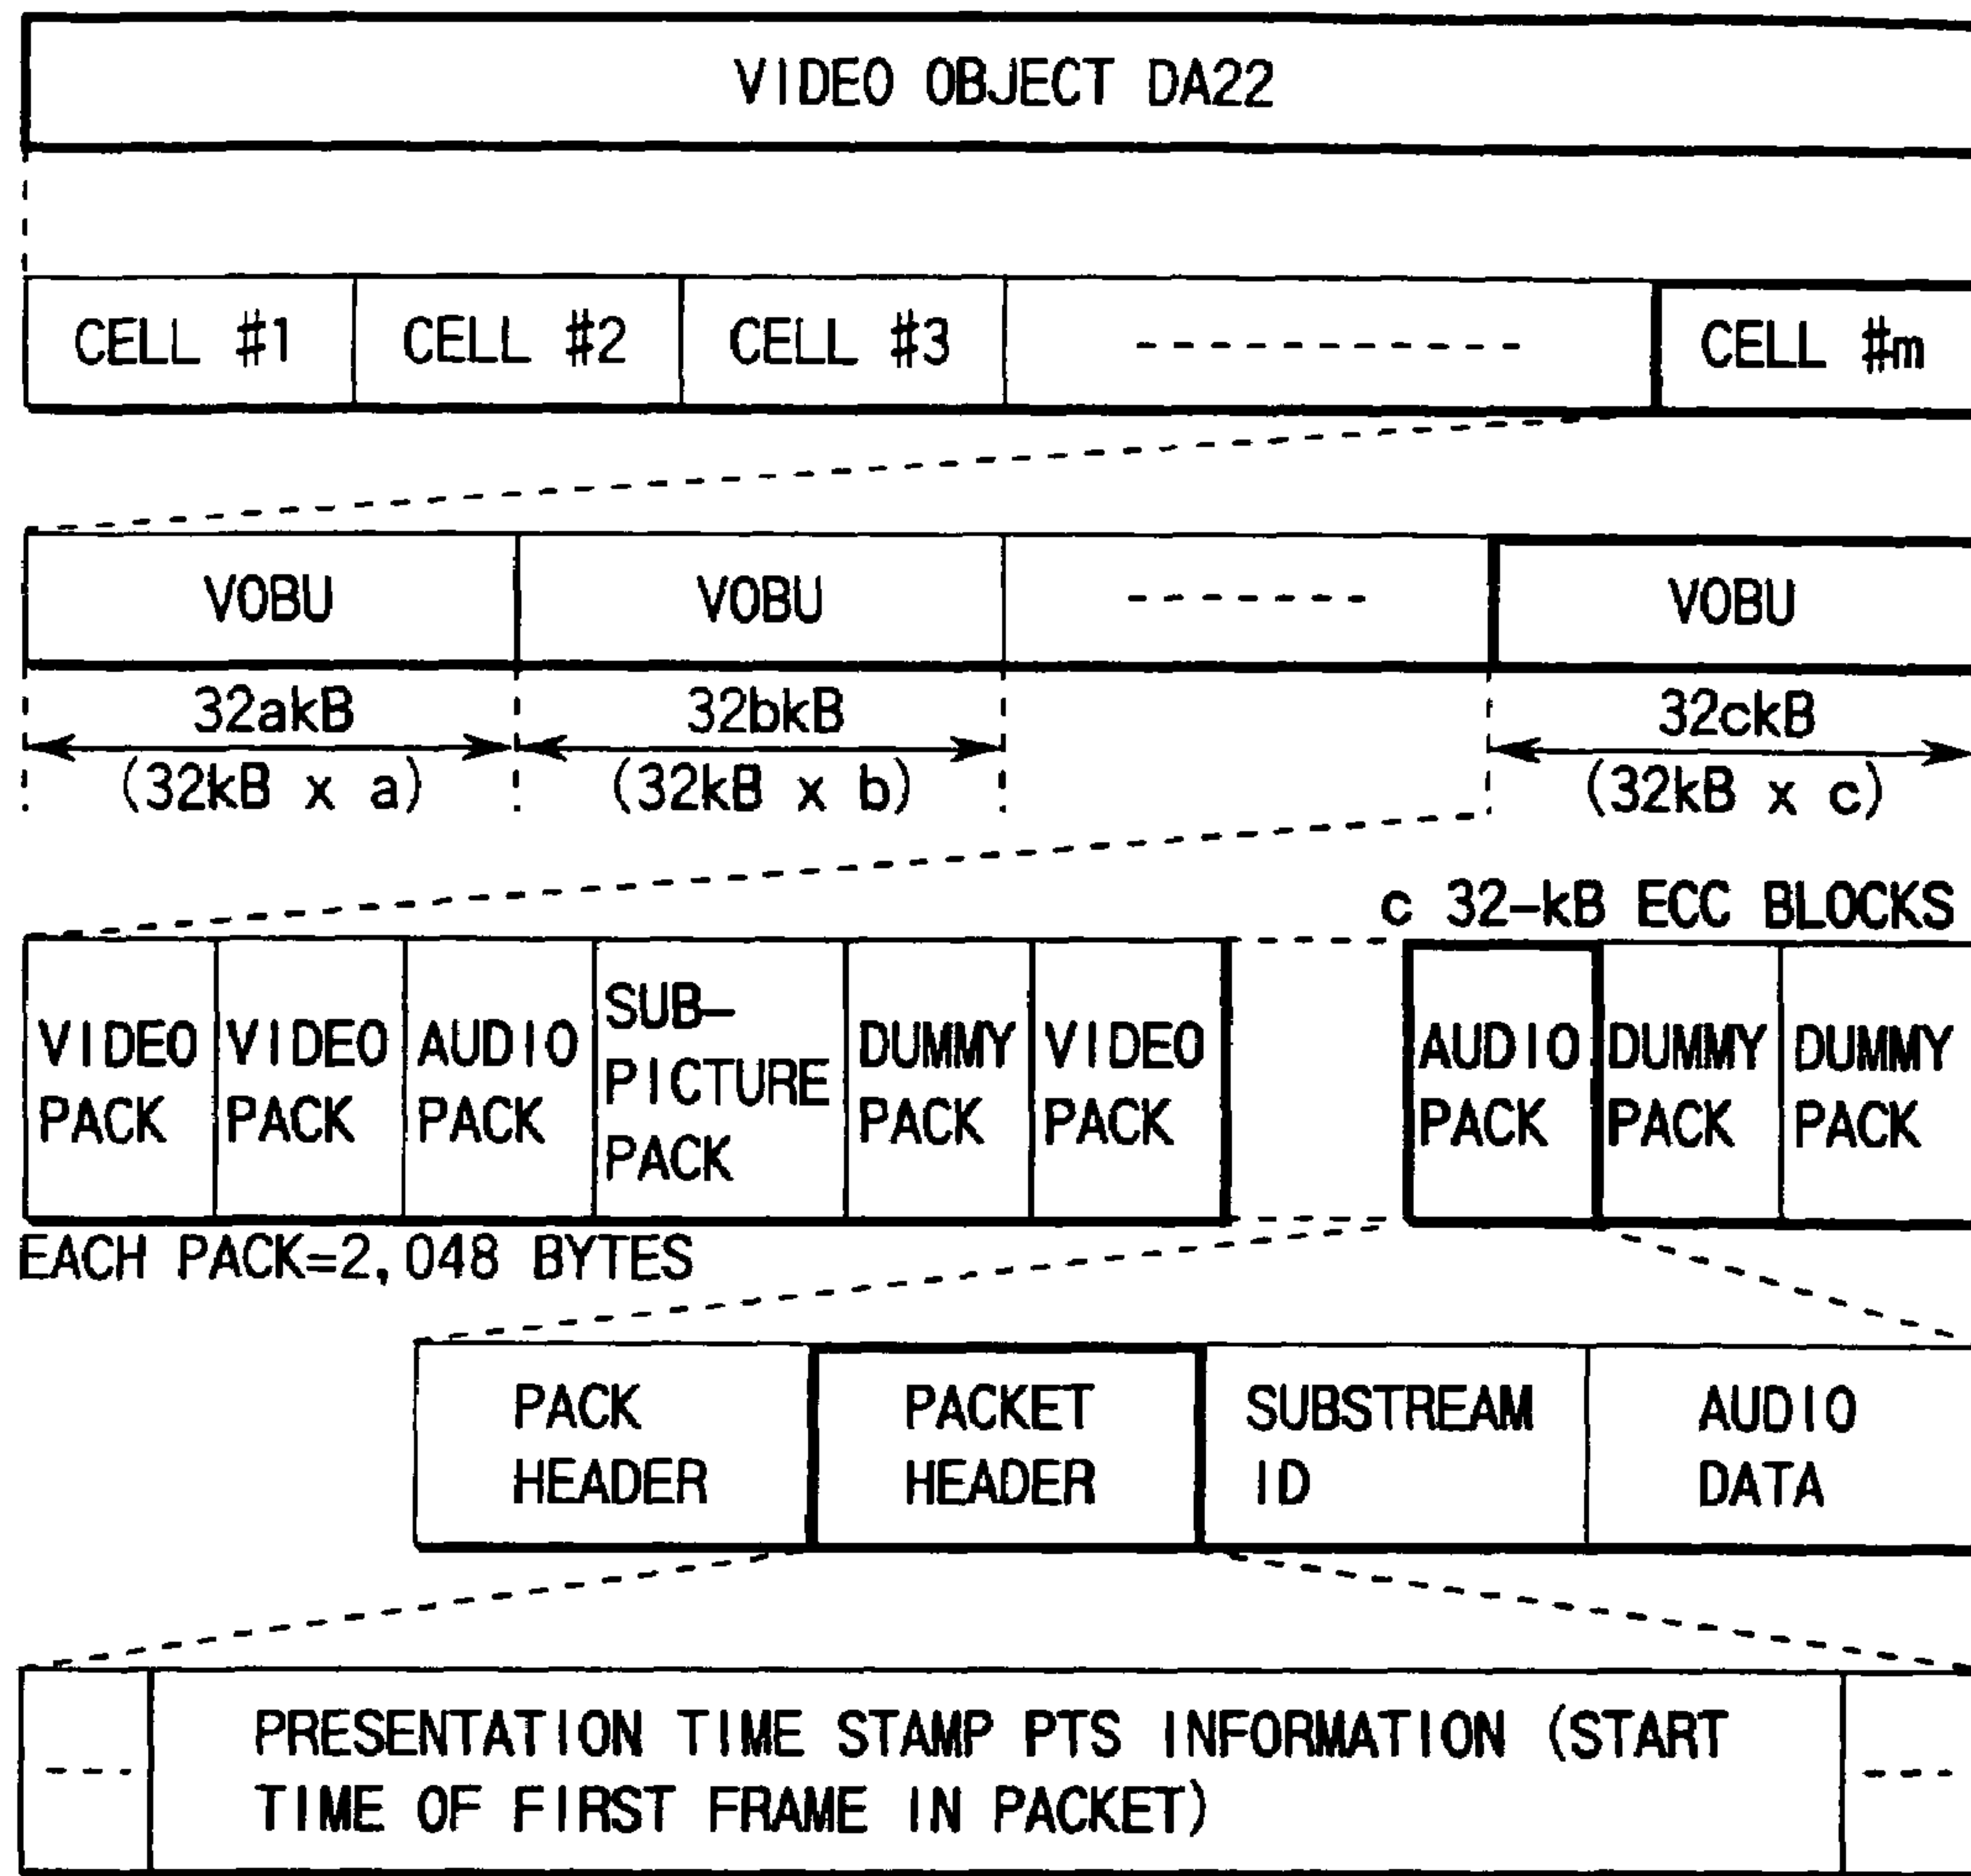 VIDEO OBJECT DA22
CELL #1 CELL #2 CELL #3 ------------ CELL #m
VOBU VOBU -------- VOBU
32akB 32bkB 32ckB
(32kB x a) (32kB x b) (32kB x c)
c 32-kB ECC BLOCKS
VIDEO PACK
VIDEO PACK
AUDIO PACK
SUB-
PICTURE
PACK
DUMMY PACK
VIDEO PACK
AUDIO PACK
DUMMY PACK
DUMMY PACK
EACH PACK=2,048 BYTES
PACK
HEADER
PACKET
HEADER
SUBSTREAM
ID
AUDIO
DATA
--- PRESENTATION TIME STAMP PTS INFORMATION (START ----
TIME OF FIRST FRAME IN PACKET)